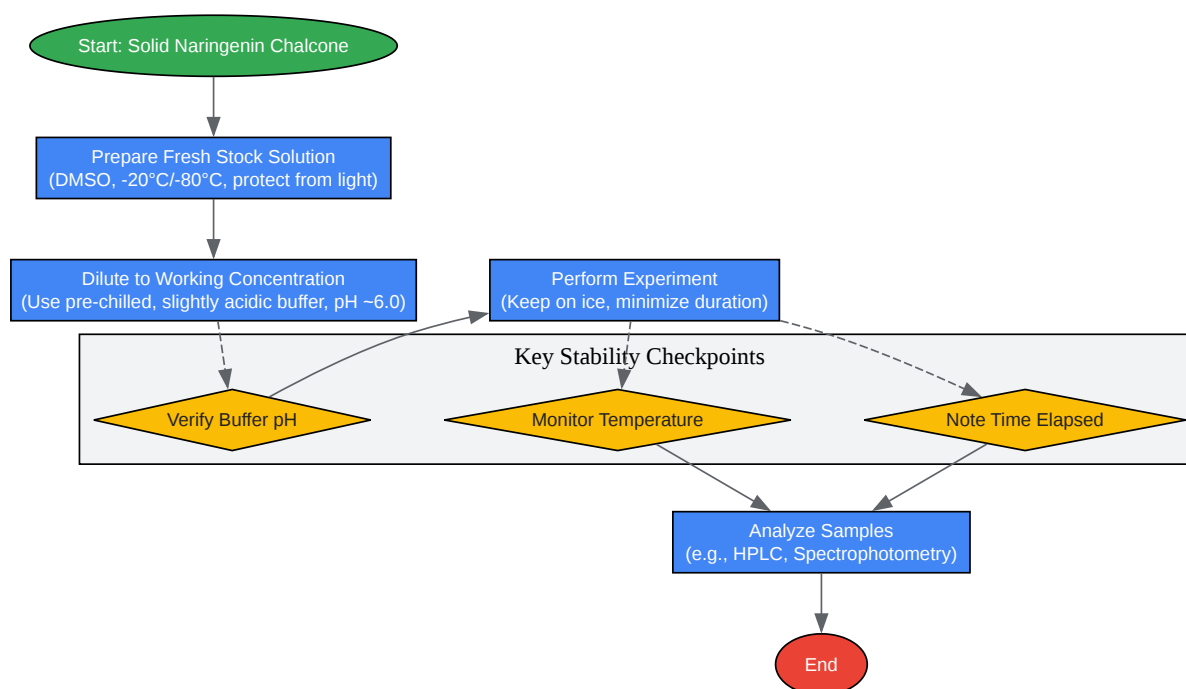 Start: Solid Naringenin Chalcone
Prepare Fresh Stock Solution
(DMSO, -20°C/-80°C, protect from light)
Dilute to Working Concentration
(Use pre-chilled, slightly acidic buffer, pH ~6.0)
Perform Experiment
(Keep on ice, minimize duration)
Key Stability Checkpoints
Verify Buffer pH
Monitor Temperature
Note Time Elapsed
Analyze Samples
(e.g., HPLC, Spectrophotometry)
End